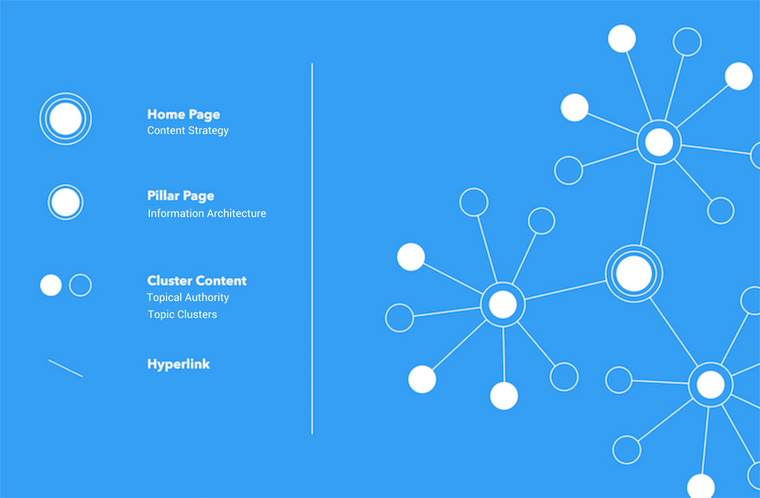 Home Page
Content Strategy
Pillar Page
Information Architecture
Cluster Content
Topical Authority
Topic Clusters
Hyperlink